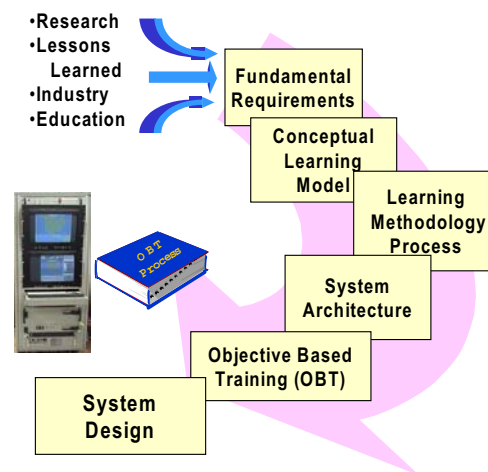 •Research
•Lessons
Learned
•Industry
•Education
Fundamental
Requirements
Conceptual
Learning
Model
Learning
Methodology
Process
System
Architecture
Objective Based
Training (OBT)
System
Design
OBT
Process